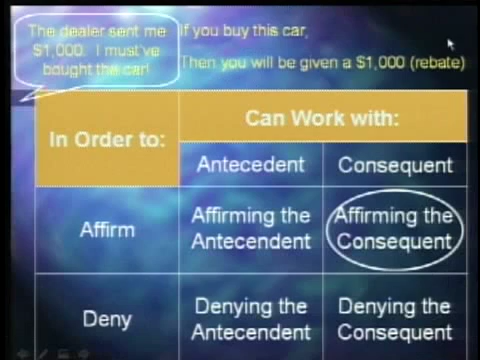 The dealer sent me
$1,000. I must've
bought the car!
If you buy this car,
Then you will be given a $1,000 (rebate)
In Order to:
Can Work with:
Antecedent
Consequent
Affirm
Affirming the
Antecendent
Affirming the
Consequent
Deny
Denying the
Antecendent
Denying the
Consequent